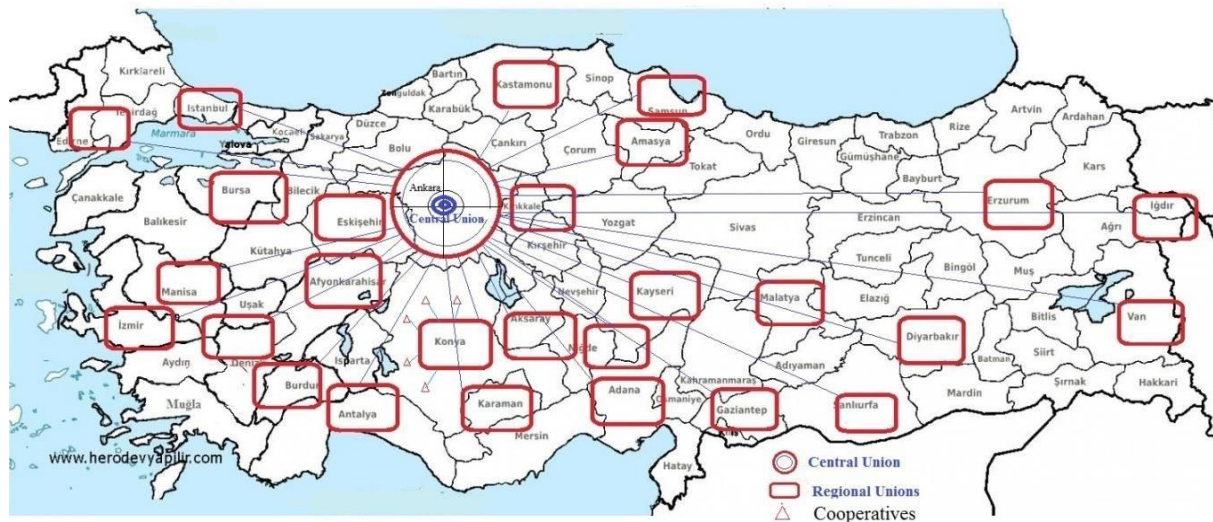 Kırklareli
Bartın
Kastamonu
Sinop
Zonguldak
Karabük
Samsun
Artvin
Ardahan
Tekirdağ
İstanbul
Edirne
Marmara
Yalova
Kocaeli
Sakarya
Düzce
Bolu
Çankırı
Çorum
Amasya
Ordu
Giresun
Trabzon
Rize
Gümüşhane
Bayburt
Kars
Tokat
Çanakkale
Bursa
Bilecik
Ankara
Kırıkkale
Erzurum
Iğdır
Balıkesir
Eskişehir
Central Union
Yozgat
Sivas
Erzincan
Ağrı
Kütahya
Kırşehir
Tunceli
Bingöl
Muş
Manisa
Afyonkarahisar
Uşak
Nevşehir
Kayseri
Malatya
Elazığ
Bitlis
Van
İzmir
Konya
Aksaray
Niğde
Diyarbakır
Aydın
Denizli
Isparta
Adıyaman
Batman
Siirt
Burdur
Kahramanmaraş
Adana
Mardin
Şırnak
Hakkari
Muğla
Antalya
Karaman
Osmaniye
Gaziantep
Şanlıurfa
Mersin
Kilis
Hatay
www.herodevyapilir.com
Central Union
Regional Unions
Cooperatives